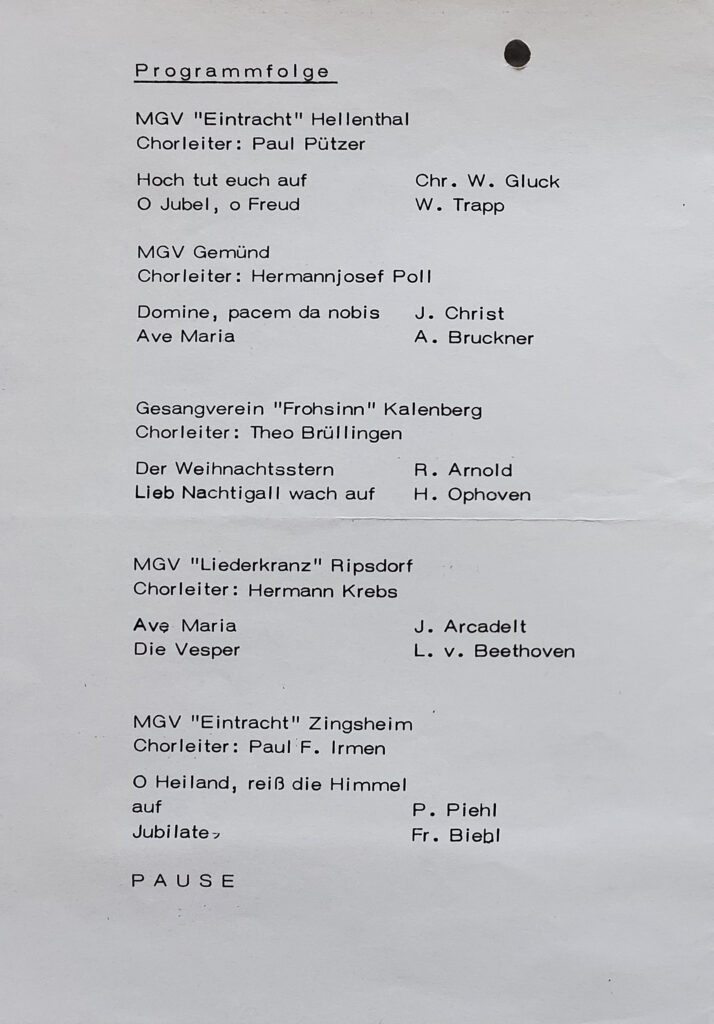 Programmfolge
MGV "Eintracht" Hellenthal
Chorleiter: Paul Pützer
Hoch tut euch auf Chr. W. Gluck
O Jubel, o Freud W. Trapp
MGV Gemünd
Chorleiter: Hermannjosef Poll
Domine, pacem da nobis J. Christ
Ave Maria A. Bruckner
Gesangverein "Frohsinn" Kalenberg
Chorleiter: Theo Brüllingen
Der Weihnachtsstern R. Arnold
Lieb Nachtigall wach auf H. Ophoven
MGV "Liederkranz" Ripsdorf
Chorleiter: Hermann Krebs
Ave Maria J. Arcadelt
Die Vesper L. v. Beethoven
MGV "Eintracht" Zingsheim
Chorleiter: Paul F. Irmen
O Heiland, reiß die Himmel
auf P. Piehl
Jubilate, Fr. Biebl
PAUSE